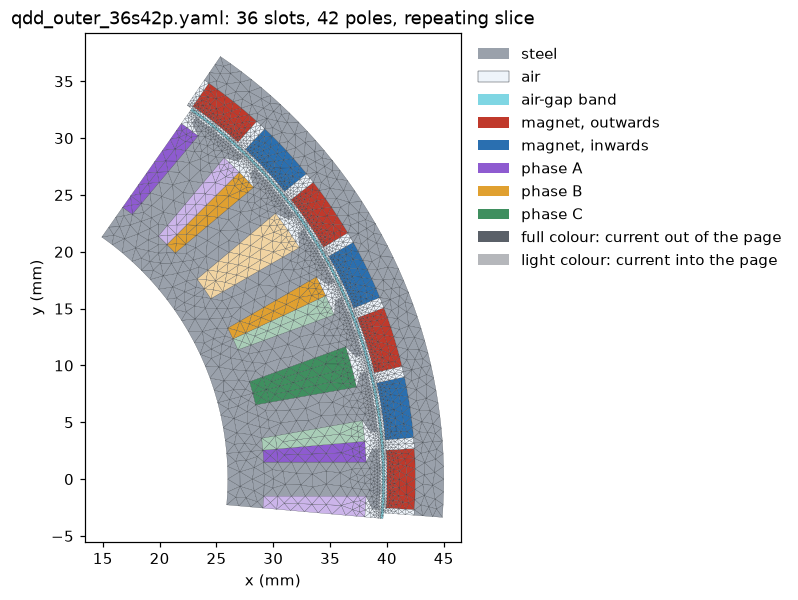 qdd_outer_36s42p.yaml: 36 slots, 42 poles, repeating slice
steel
air
air-gap band
magnet, outwards
magnet, inwards
phase A
phase B
phase C
full colour: current out of the page
light colour: current into the page
35
30
25
20
15
10
5
0
−5
y (mm)
15 20 25 30 35 40 45
x (mm)